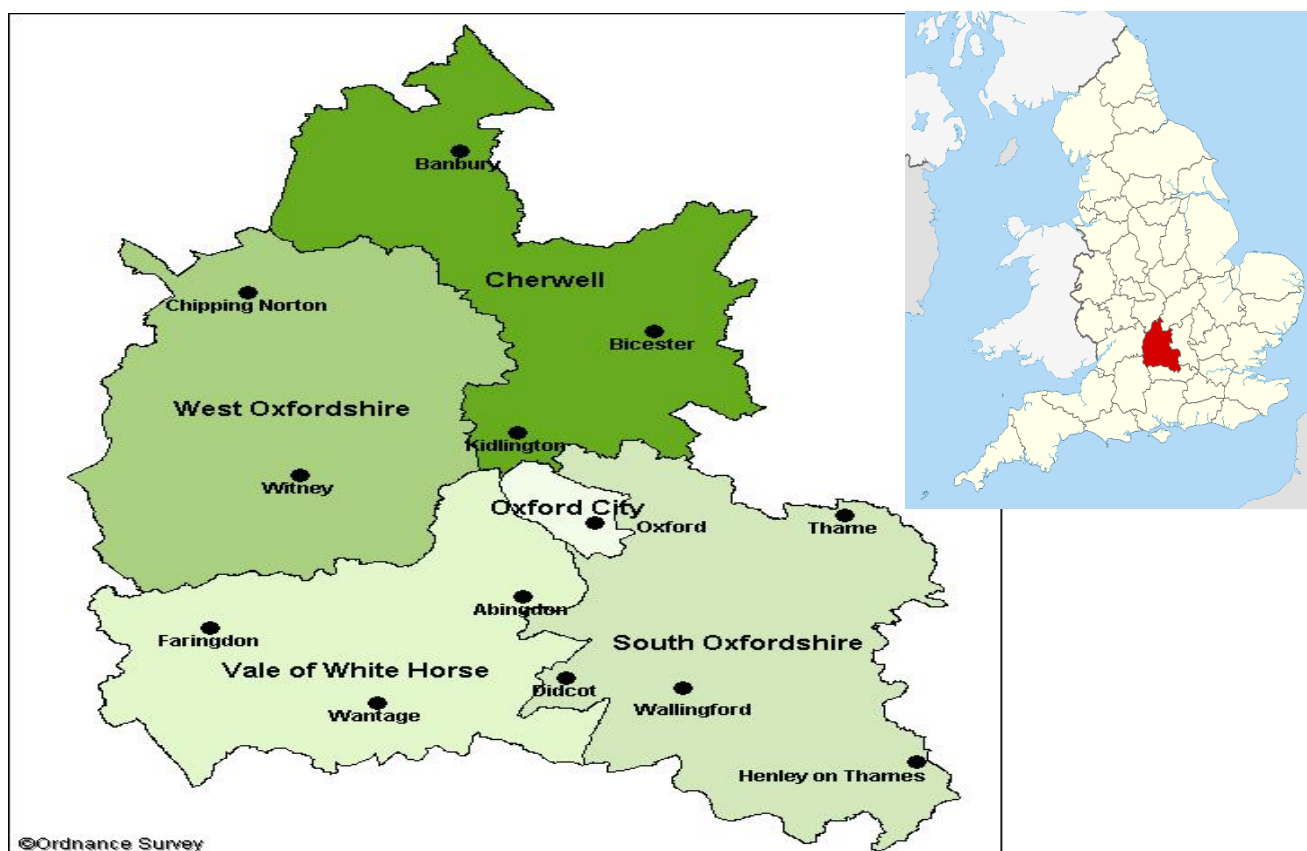 Banbury
Cherwell
Chipping Norton
Bicester
West Oxfordshire
Kidlington
Witney
Oxford City
Oxford
Thame
Abingdon
Faringdon
South Oxfordshire
Vale of White Horse
Didcot
Wantage
Wallingford
Henley on Thames
©Ordnance Survey